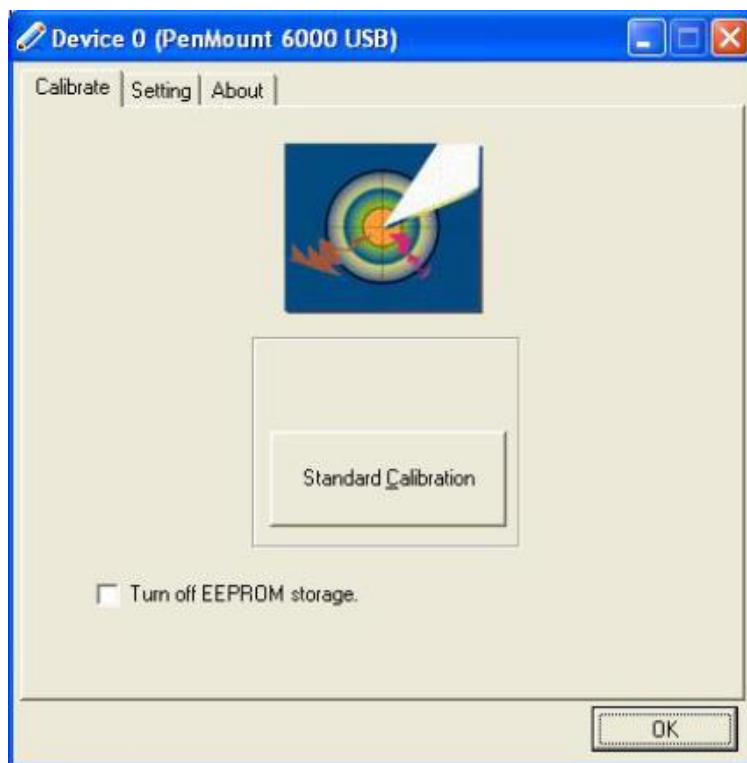 Device 0 (PenMount 6000 USB)
Calibrate Setting About
Standard Calibration
Turn off EEPROM storage.
OK